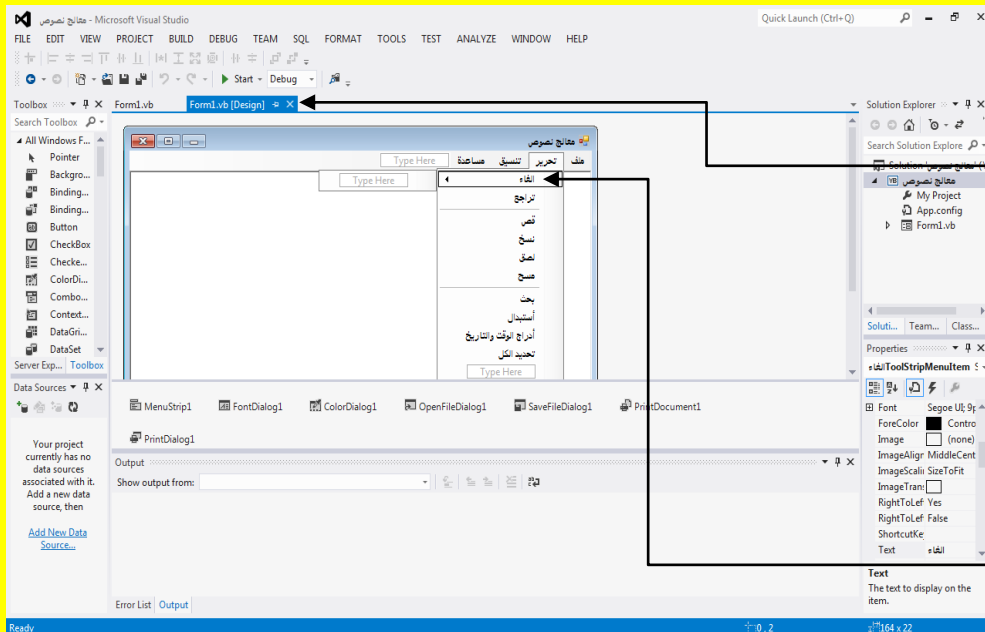 معالج نصوص - Microsoft Visual Studio
Quick Launch (Ctrl+Q)
FILE EDIT VIEW PROJECT BUILD DEBUG TEAM SQL FORMAT TOOLS TEST ANALYZE WINDOW HELP
Start Debug
Toolbox
Search Toolbox
All Windows F...
Pointer
Backgro...
Binding...
Binding...
Button
CheckBox
Checke...
ColorDi...
Combo...
Context...
DataGri...
DataSet
Server Exp... Toolbox
Data Sources
Your project
currently has no
data sources
associated with it.
Add a new data
source, then
Add New Data
Source...
Form1.vb Form1.vb [Design]
معالج نصوص
ملف تحرير تنسيق مساعدة Type Here
الغاء Type Here
تراجع
قص
نسخ
لصق
مسح
بحث
أستبدال
أدراج الوقت والتاريخ
تحديد الكل
Type Here
MenuStrip1 FontDialog1 ColorDialog1 OpenFileDialog1 SaveFileDialog1 PrintDocument1
PrintDialog1
Output
Show output from:
Error List Output
Solution Explorer
Search Solution Explore
Solution 'معالج نصوص'
معالج نصوص
My Project
App.config
Form1.vb
Soluti... Team... Class...
Properties
الغاءToolStripMenuItem
Font Segoe UI; 9p
ForeColor Contro
Image (none)
ImageAligr MiddleCent
ImageScali SizeToFit
ImageTran
RightToLef Yes
RightToLef False
ShortcutKe
Text الغاء
Text
The text to display on the
item.
Ready 0 , 2 164 x 22